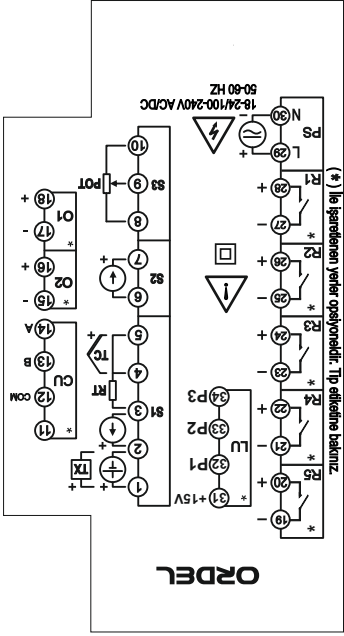 ORDEL
19 −
20 +
R5 *
21 −
22 +
R4 *
23 −
24 +
R3 *
25 −
26 +
R2 *
27 −
28 +
R1 *
29 L +
30 N −
PS
18-24/100-240V AC/DC
50-60 HZ
(*) ile işaretlenen yerler opsiyoneldir. Tip etiketine bakınız.
LU *
31 +15V
32 P1
33 P2
34 P3
S1
1
2
3
4
5
TX
+
RT
TC
+
S2
6
7
+
S3
8
9
10
POT
CU *
11
12 COM
13 B
14 A
O2 *
15 -
16 +
O1 *
17 -
18 +